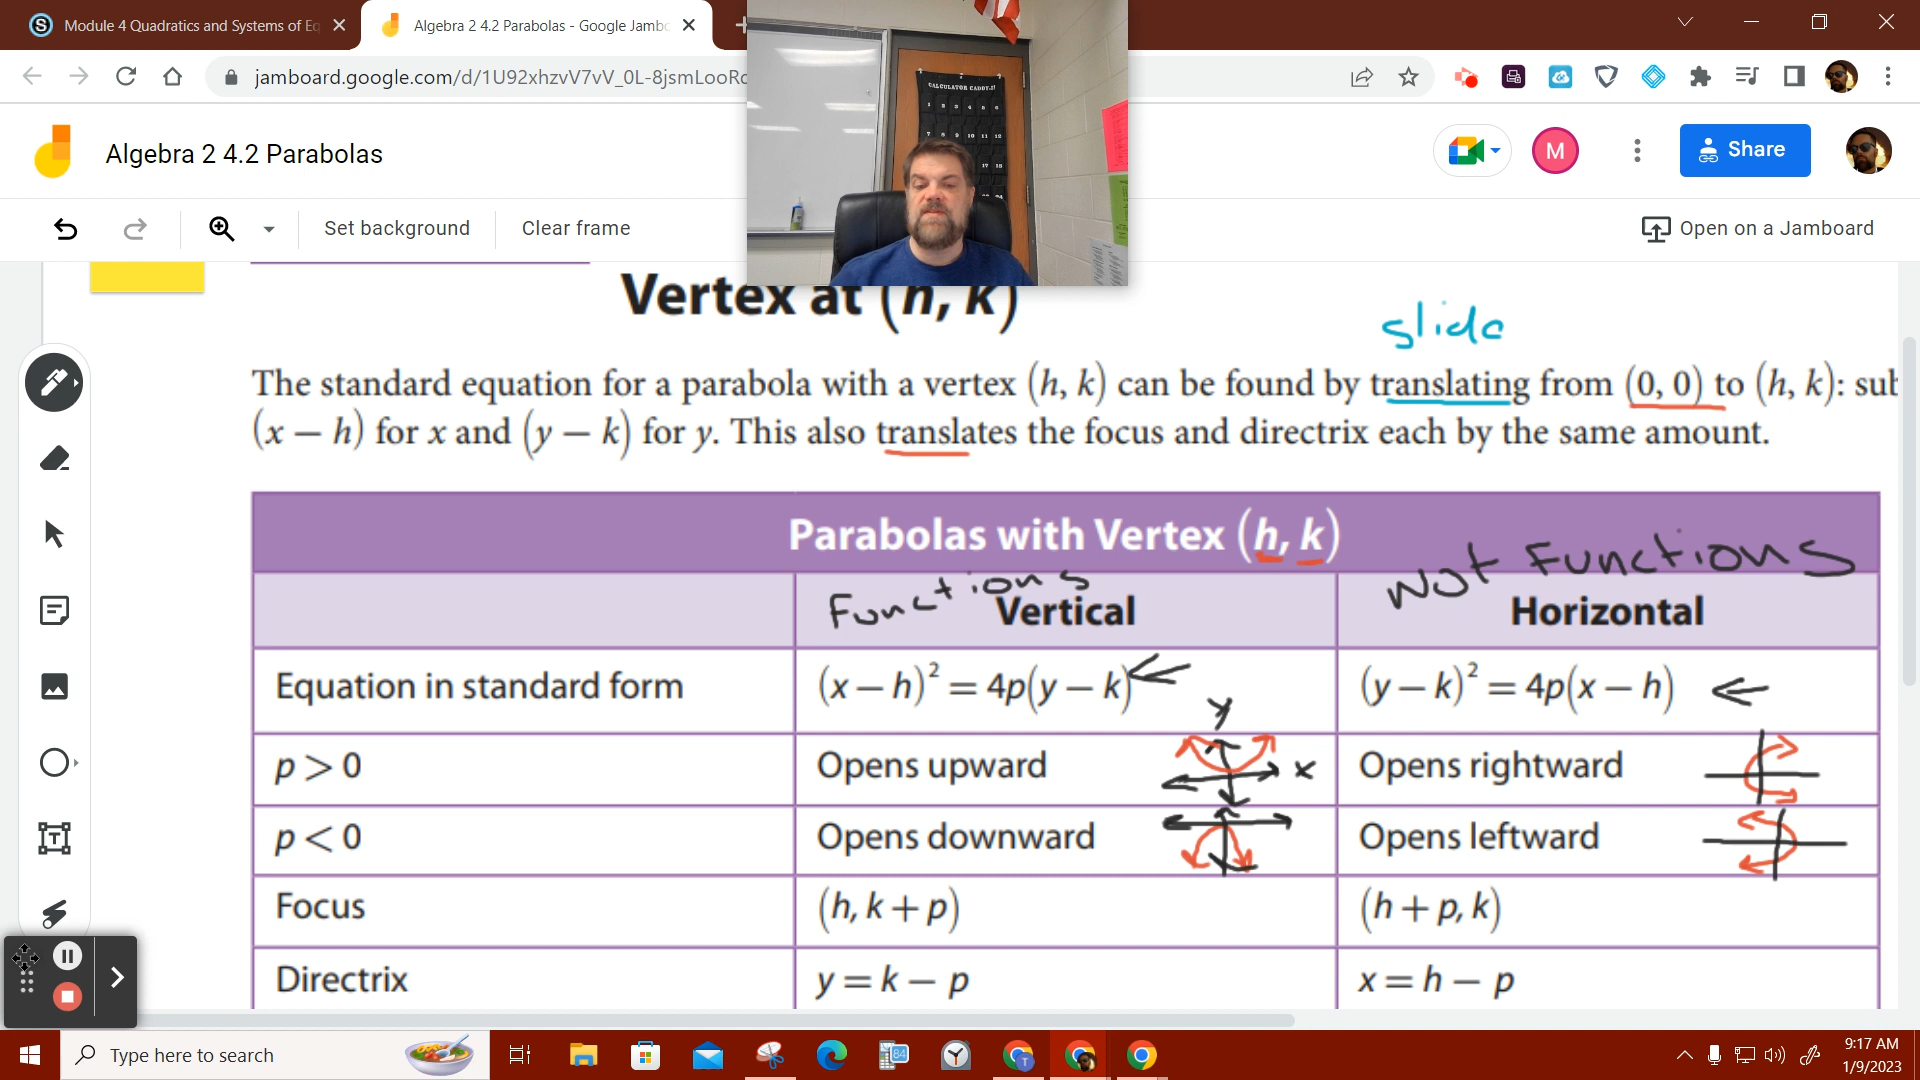 Module 4 Quadratics and Systems of Eq
Algebra 2 4.2 Parabolas - Google Jambo
jamboard.google.com/d/1U92xhzvV7vV_0L-8jsmLooRc
CALCULATOR CADDY-II
Algebra 2 4.2 Parabolas
M
Share
Set background
Clear frame
Open on a Jamboard
Vertex at (h, k)
slide
The standard equation for a parabola with a vertex (h, k) can be found by translating from (0, 0) to (h, k): sub
(x − h) for x and (y − k) for y. This also translates the focus and directrix each by the same amount.
Parabolas with Vertex (h, k)
Functions
Vertical
Not Functions
Horizontal
Equation in standard form
(x − h)² = 4p(y − k)
(y − k)² = 4p(x − h)
y
p > 0
Opens upward
x
Opens rightward
p < 0
Opens downward
Opens leftward
Focus
(h, k + p)
(h + p, k)
Directrix
y = k − p
x = h − p
Type here to search
9:17 AM
1/9/2023